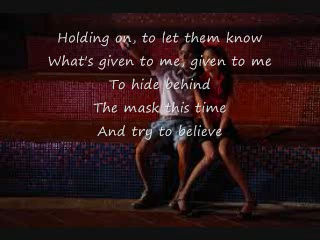 Holding on, to let them know
What's given to me, given to me
To hide behind
The mask this time
And try to believe